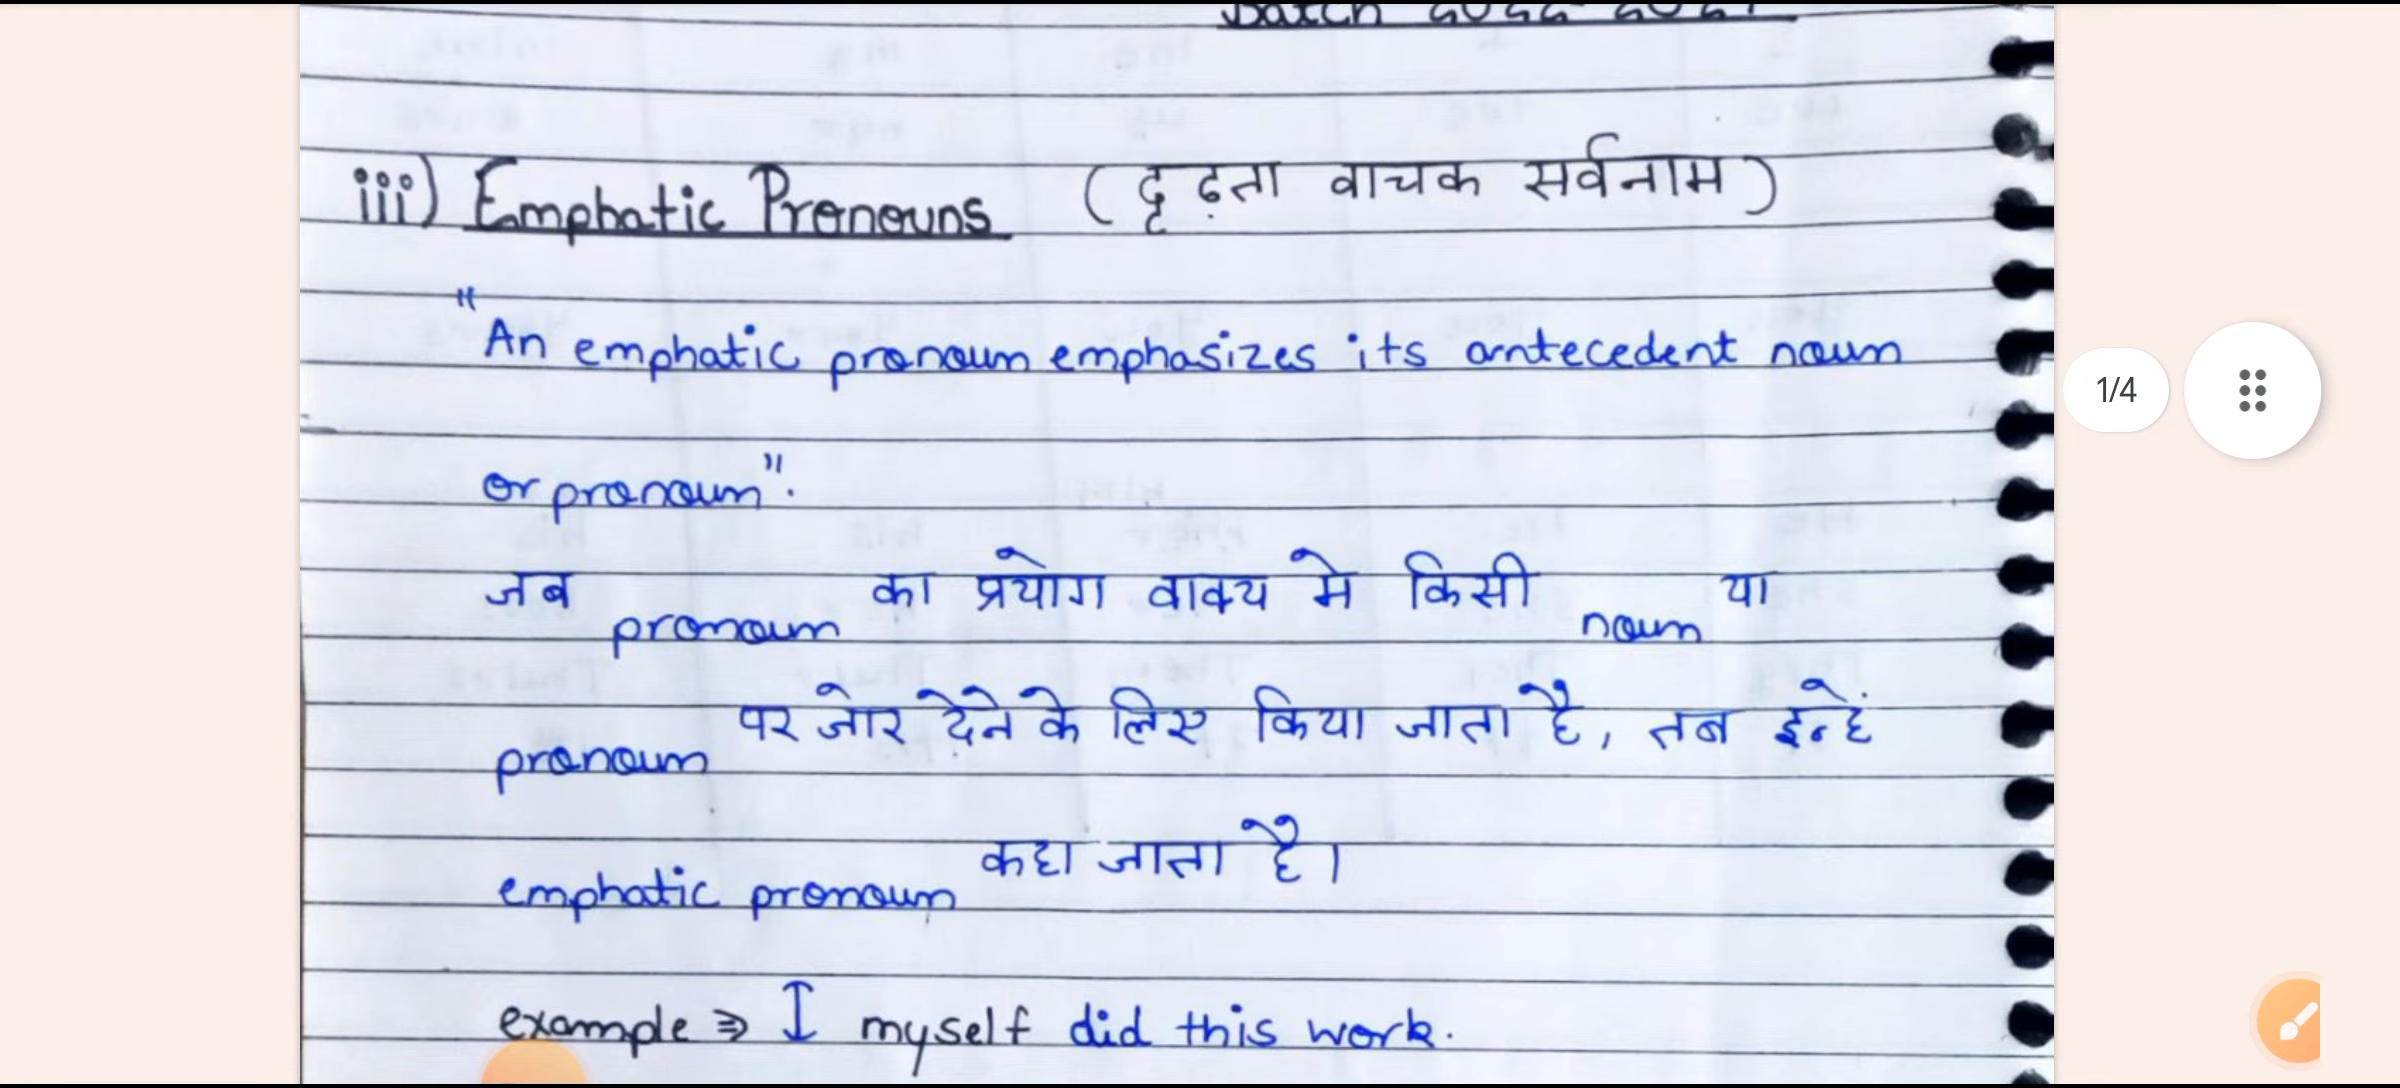 iii) Emphatic Pronouns (दृढ़ता वाचक सर्वनाम)
"An emphatic pronoun emphasizes its antecedent noun
or pronoun".
जब pronoun का प्रयोग वाक्य मे किसी noun या
pronoun पर जोर देने के लिए किया जाता है, तब इन्हें
emphatic pronoun कहा जाता है।
example ⇒ I myself did this work.
1/4